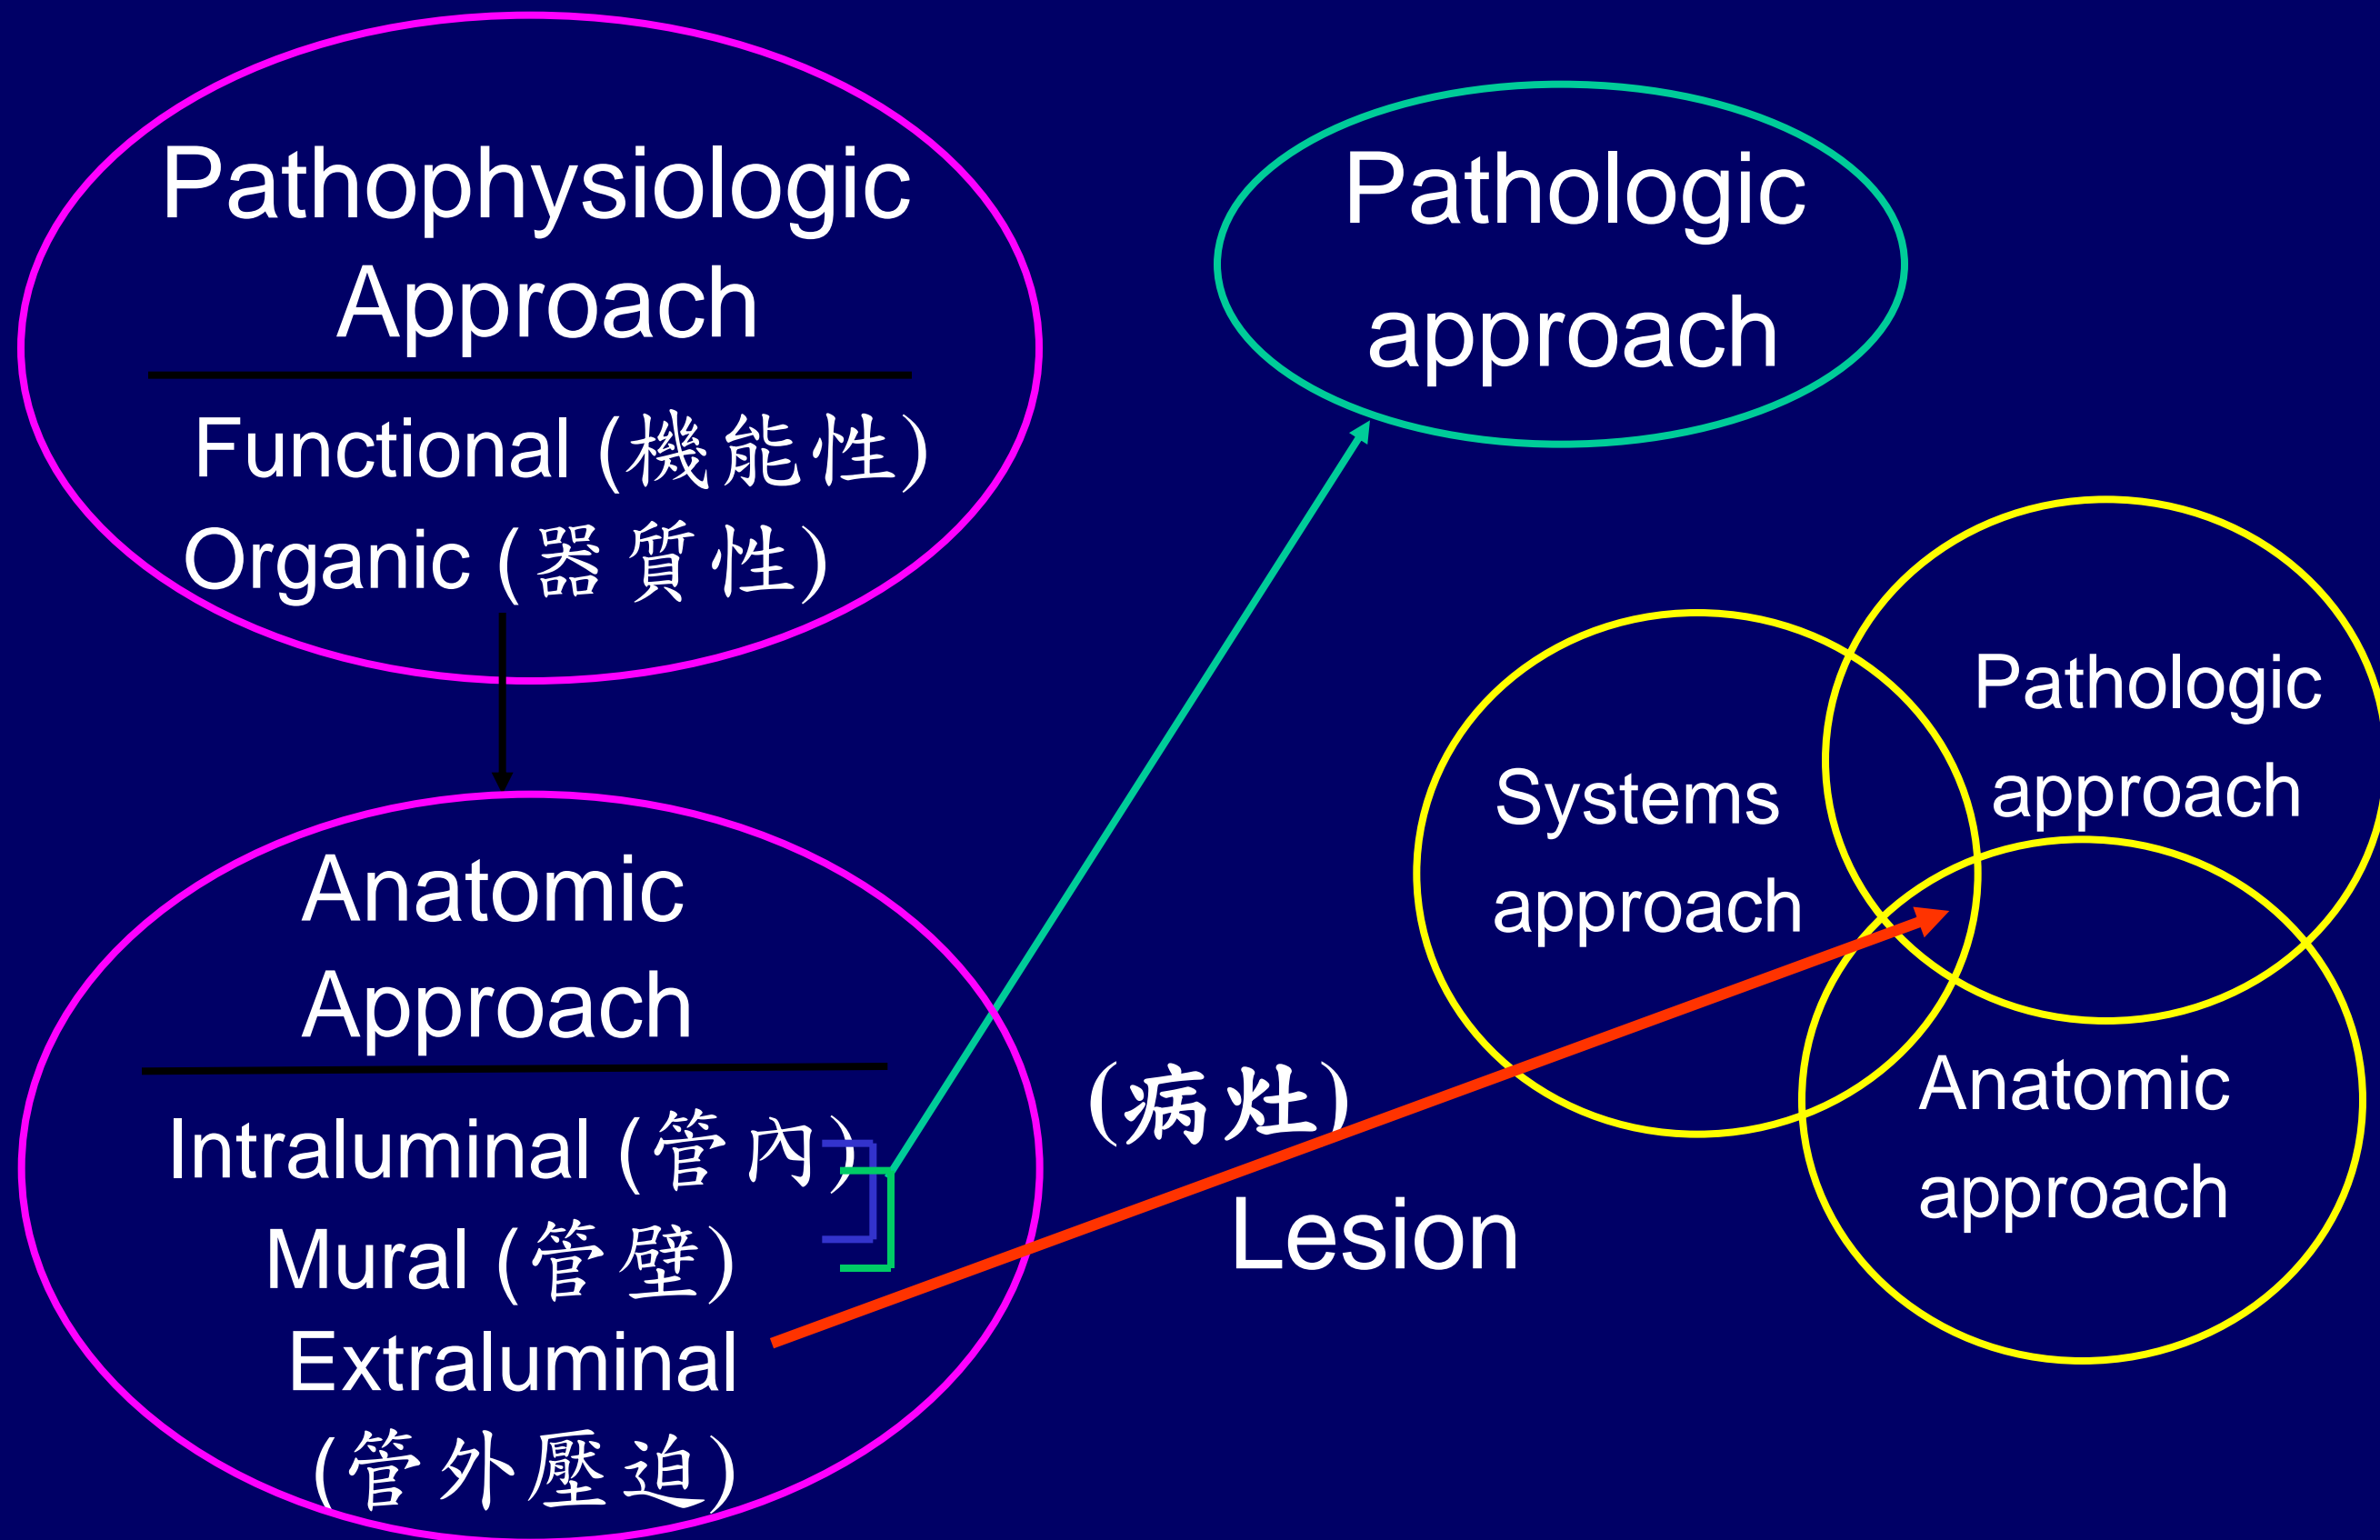 Pathophysiologic
Approach
Functional (機能性)
Organic (器質性)
Anatomic
Approach
Intraluminal (管內)
Mural (管壁)
Extraluminal
(管外壓迫)
Pathologic
approach
(病灶)
Lesion
Systems
approach
Pathologic
approach
Anatomic
approach